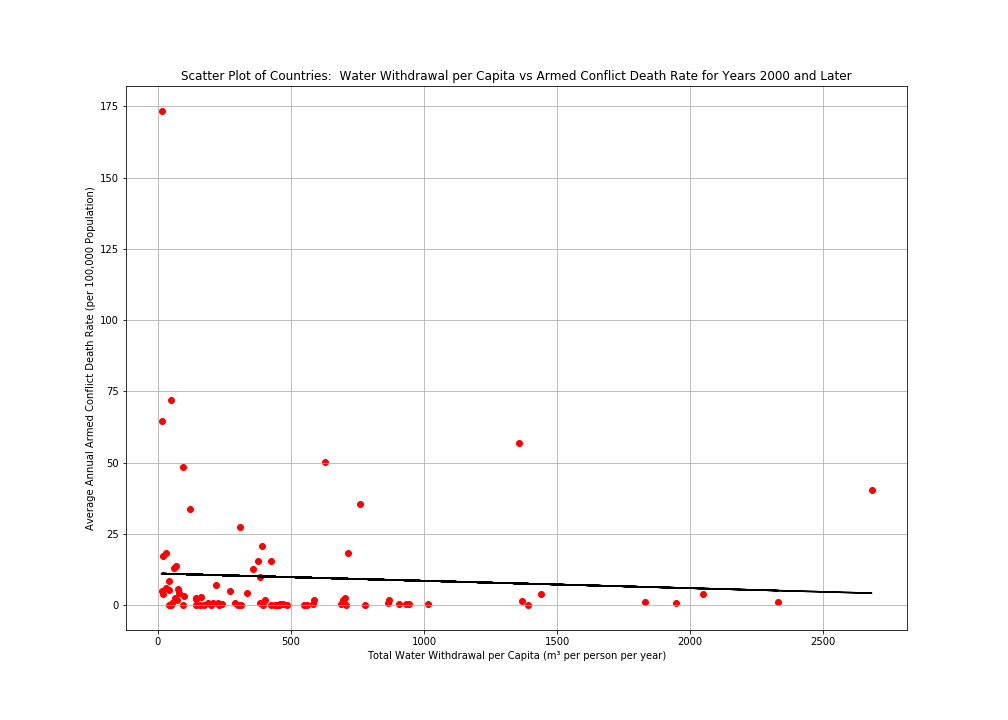 Scatter Plot of Countries:  Water Withdrawal per Capita vs Armed Conflict Death Rate for Years 2000 and Later
Average Annual Armed Conflict Death Rate (per 100,000 Population)
175
150
125
100
75
50
25
0
0 500 1000 1500 2000 2500
Total Water Withdrawal per Capita (m³ per person per year)